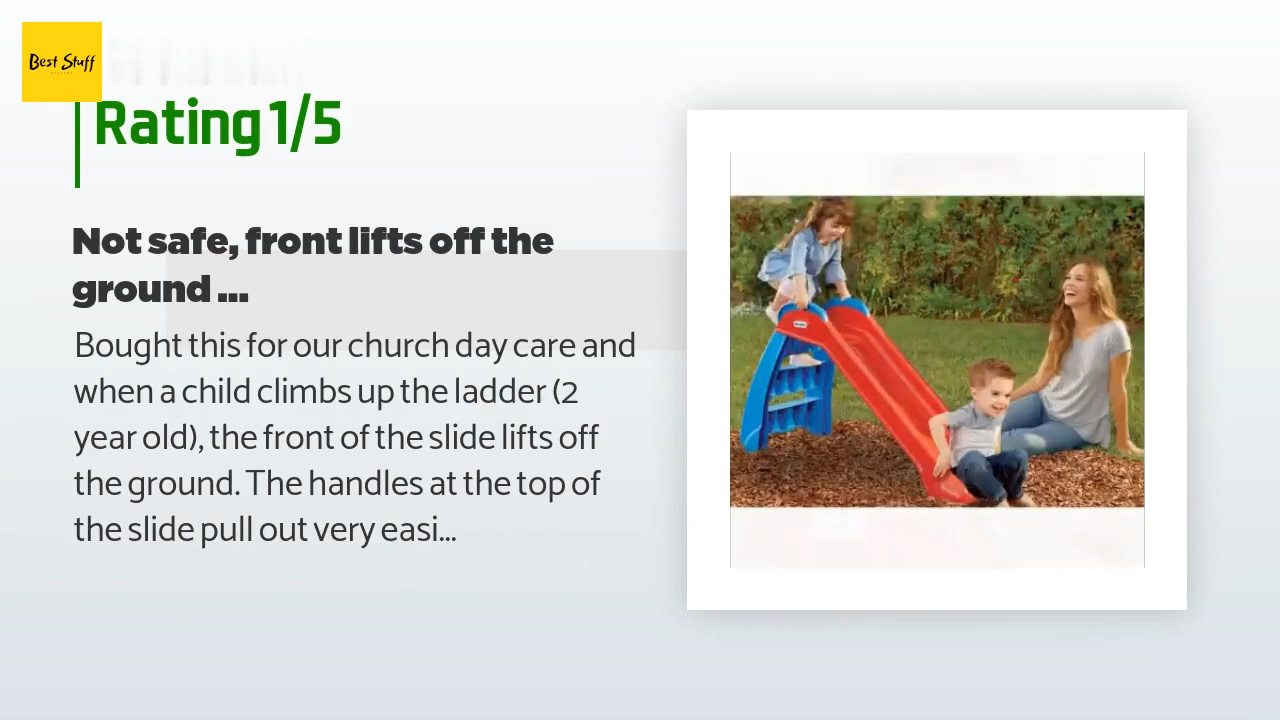 Best Stuff
Rating 1/5
Not safe, front lifts off the
ground ...
Bought this for our church day care and
when a child climbs up the ladder (2
year old), the front of the slide lifts off
the ground. The handles at the top of
the slide pull out very easi...